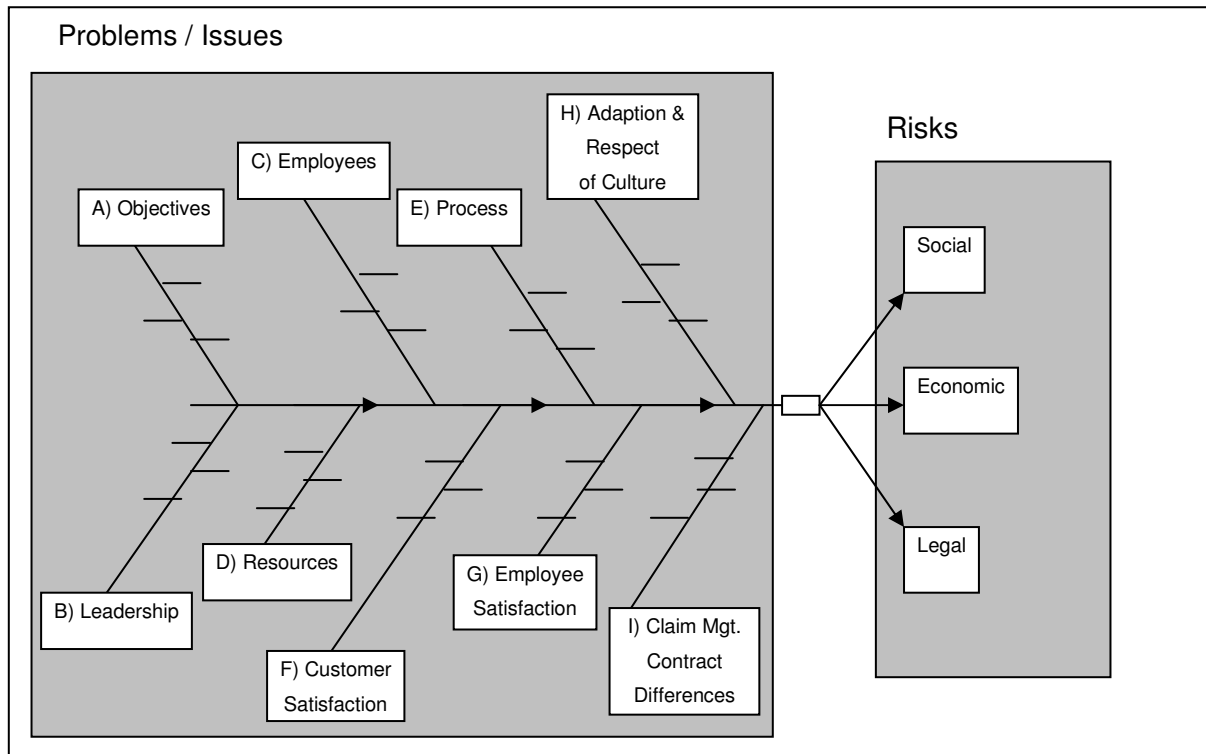 Problems / Issues
H) Adaption &
Respect
of Culture
Risks
C) Employees
A) Objectives
E) Process
Social
Economic
Legal
D) Resources
G) Employee
Satisfaction
B) Leadership
I) Claim Mgt.
Contract
Differences
F) Customer
Satisfaction